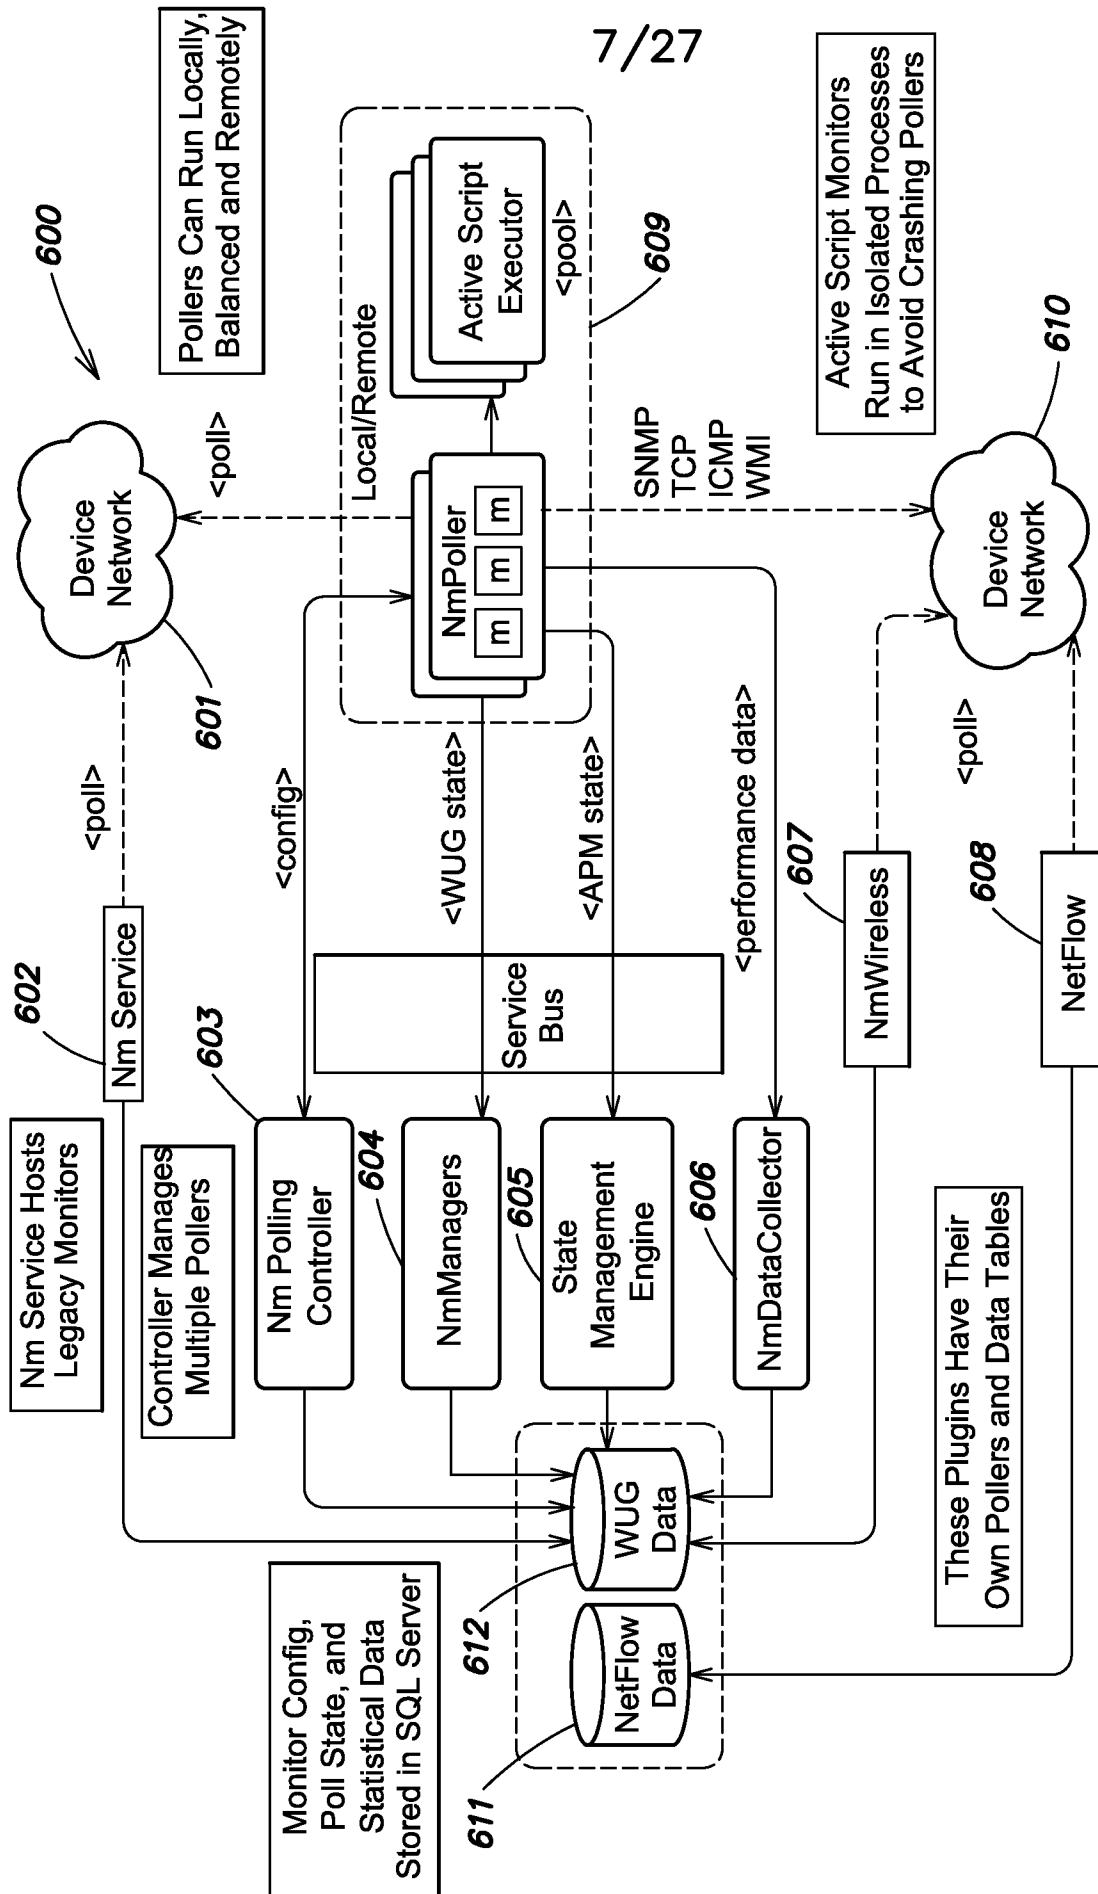 7/27
600
Pollers Can Run Locally,
Balanced and Remotely
Device
Network
601
<poll>
<poll>
Nm Service
602
Nm Service Hosts
Legacy Monitors
Controller Manages
Multiple Pollers
603
Nm Polling
Controller
<config>
Local/Remote
NmPoller
m
m
m
Active Script
Executor
<pool>
609
604
NmManagers
<WUG state>
Service
Bus
605
State
Management
Engine
<APM state>
606
NmDataCollector
<performance data>
SNMP
TCP
ICMP
WMI
Active Script Monitors
Run in Isolated Processes
to Avoid Crashing Pollers
610
Device
Network
<poll>
607
NmWireless
608
NetFlow
Monitor Config,
Poll State, and
Statistical Data
Stored in SQL Server
612
WUG
Data
611
NetFlow
Data
These Plugins Have Their
Own Pollers and Data Tables